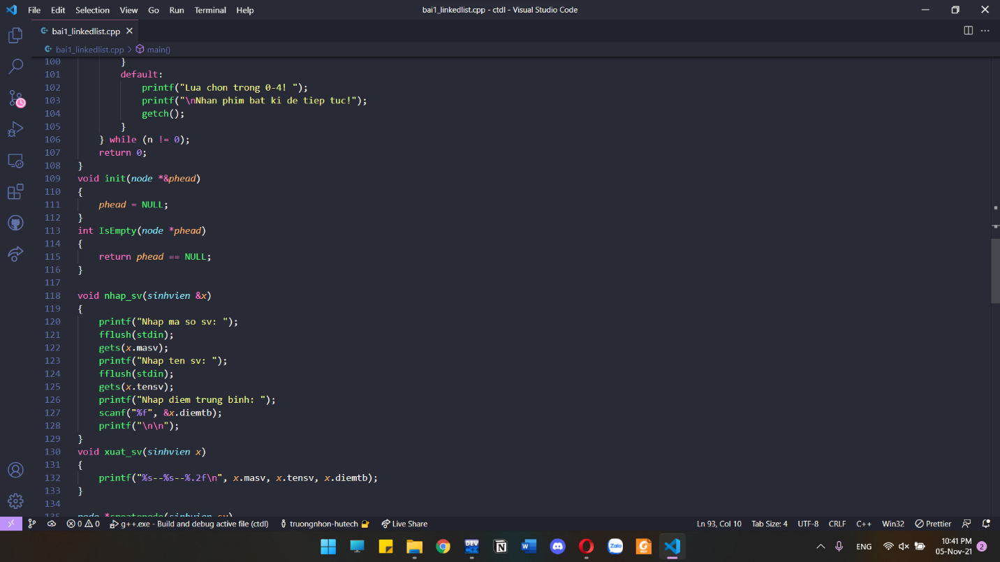 File Edit Selection View Go Run Terminal Help
bai1_linkedlist.cpp - ctdl - Visual Studio Code
bai1_linkedlist.cpp
bai1_linkedlist.cpp > main()
100 }
101 default:
102 printf("Lua chon trong 0-4! ");
103 printf("\nNhan phim bat ki de tiep tuc!");
104 getch();
105 }
106 } while (n != 0);
107 return 0;
108 }
109 void init(node *&phead)
110 {
111 phead = NULL;
112 }
113 int IsEmpty(node *phead)
114 {
115 return phead == NULL;
116 }
117
118 void nhap_sv(sinhvien &x)
119 {
120 printf("Nhap ma so sv: ");
121 fflush(stdin);
122 gets(x.masv);
123 printf("Nhap ten sv: ");
124 fflush(stdin);
125 gets(x.tensv);
126 printf("Nhap diem trung binh: ");
127 scanf("%f", &x.diemtb);
128 printf("\n\n");
129 }
130 void xuat_sv(sinhvien x)
131 {
132 printf("%s--%s--%.2f\n", x.masv, x.tensv, x.diemtb);
133 }
134
135 node *createnode(sinhvien sv)
0 0 g++.exe - Build and debug active file (ctdl) truongnhon-hutech Live Share Ln 93, Col 10 Tab Size: 4 UTF-8 CRLF C++ Win32 Prettier
DEV
W
Zalo
PDF
ENG
10:41 PM
05-Nov-21
2